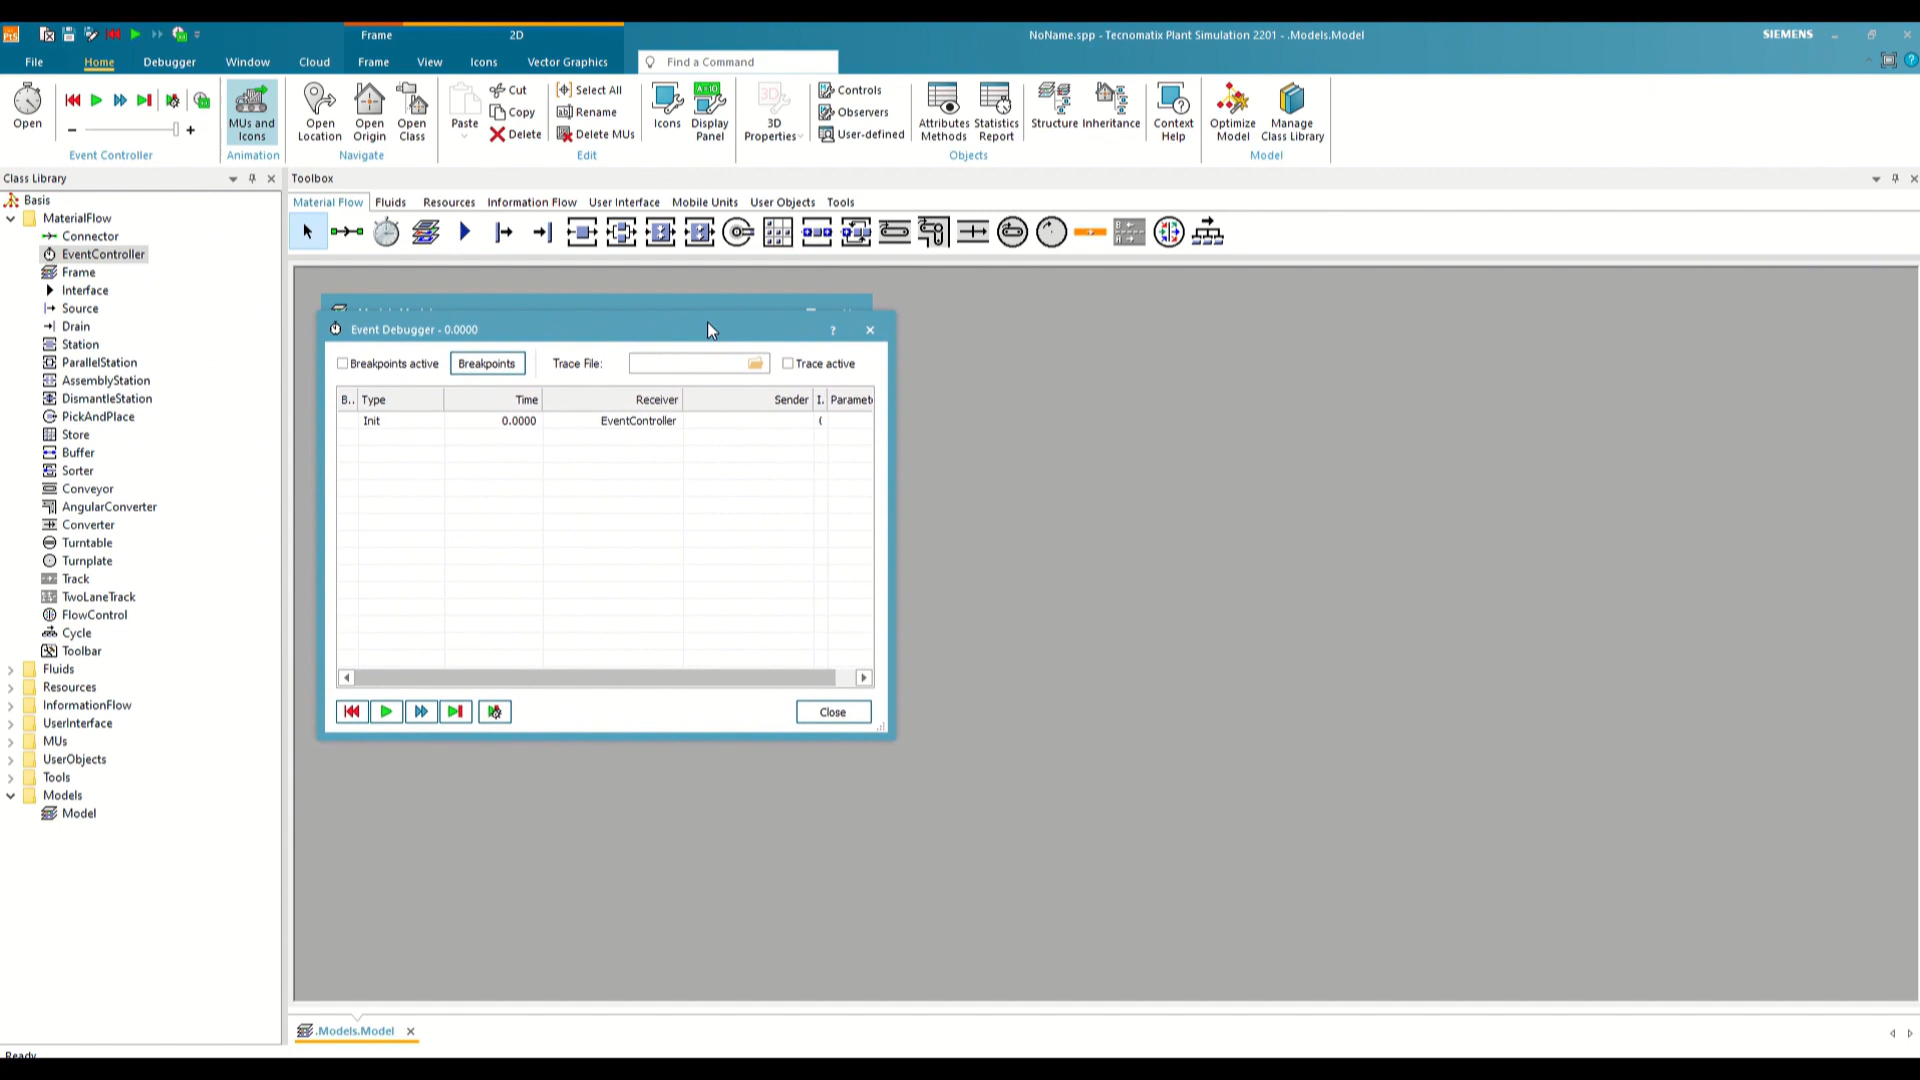 Frame
2D
NoName.spp - Tecnomatix Plant Simulation 2201 - .Models.Model
SIEMENS
File
Home
Debugger
Window
Cloud
Frame
View
Icons
Vector Graphics
Find a Command
Open
Event Controller
MUs and
Icons
Animation
Open
Location
Open
Origin
Open
Class
Navigate
Paste
Cut
Copy
Delete
Select All
Rename
Delete MUs
Edit
Icons
Display
Panel
3D
Properties
Controls
Observers
User-defined
Attributes
Methods
Statistics
Report
Structure
Inheritance
Objects
Context
Help
Optimize
Model
Manage
Class Library
Model
Class Library
Basis
MaterialFlow
Connector
EventController
Frame
Interface
Source
Drain
Station
ParallelStation
AssemblyStation
DismantleStation
PickAndPlace
Store
Buffer
Sorter
Conveyor
AngularConverter
Converter
Turntable
Turnplate
Track
TwoLaneTrack
FlowControl
Cycle
Toolbar
Fluids
Resources
InformationFlow
UserInterface
MUs
UserObjects
Tools
Models
Model
Toolbox
Material Flow
Fluids
Resources
Information Flow
User Interface
Mobile Units
User Objects
Tools
Event Debugger - 0.0000
?
Breakpoints active
Breakpoints
Trace File:
Trace active
B..
Type
Time
Receiver
Sender
I.
Paramet
Init
0.0000
EventController
(
Close
.Models.Model
Ready